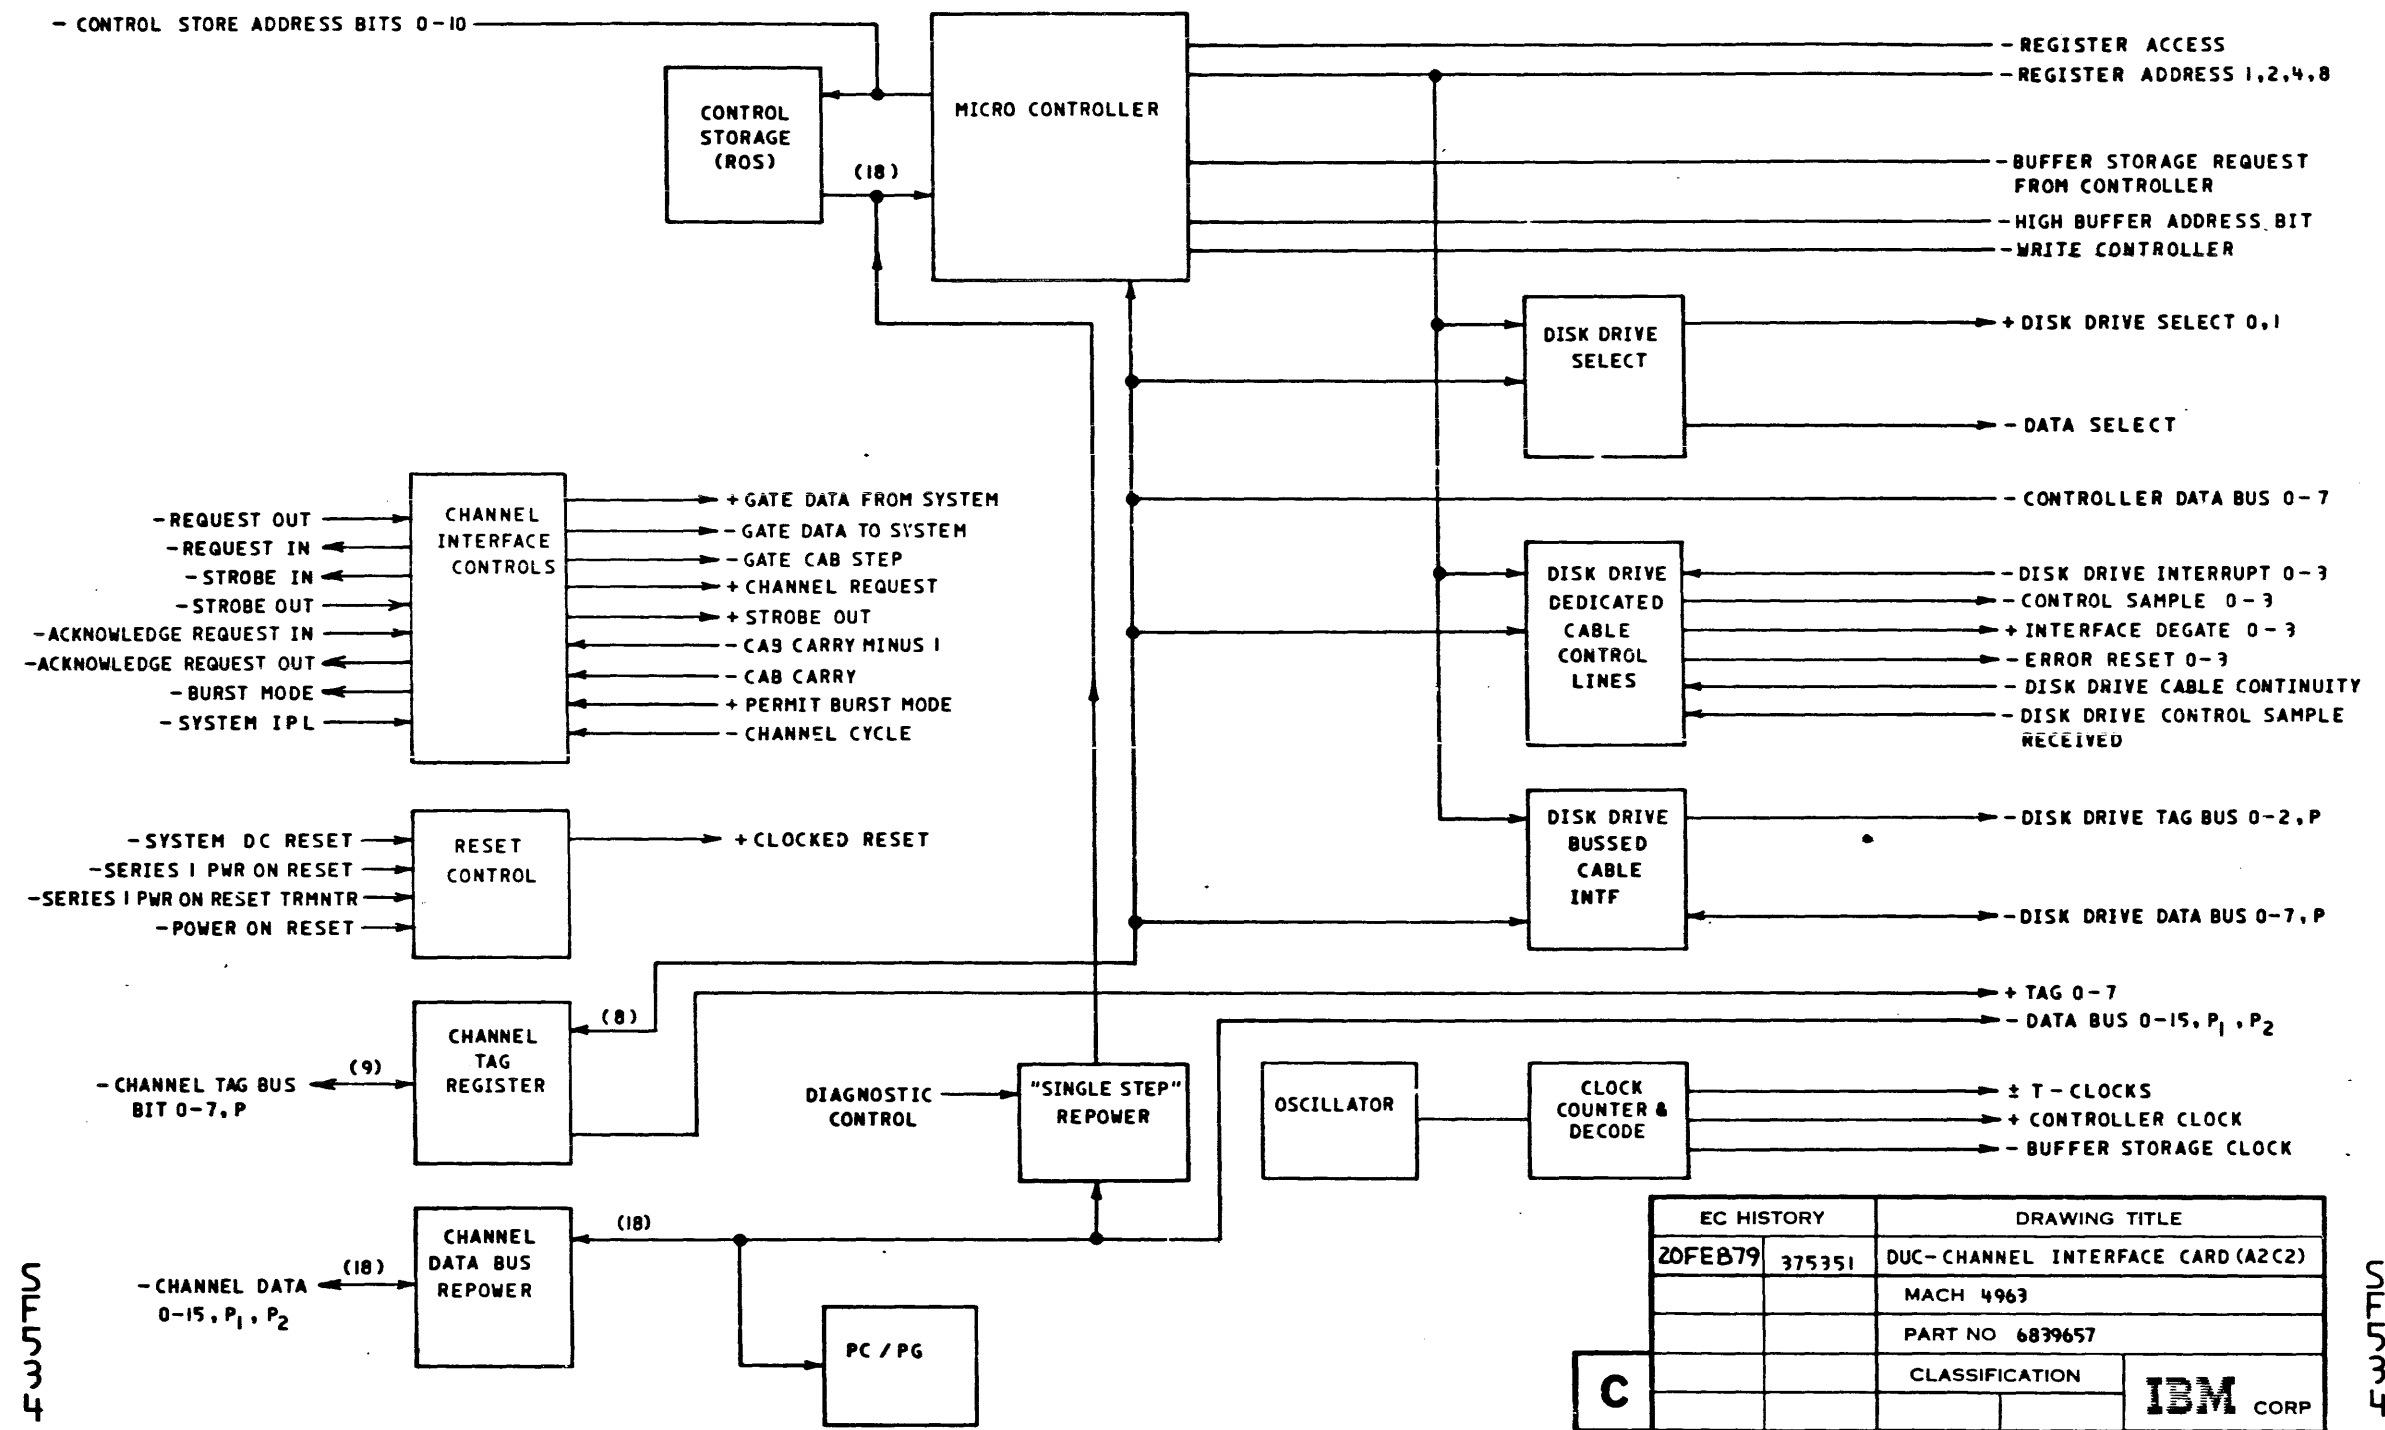 - CONTROL STORE ADDRESS BITS 0-10
CONTROL
STORAGE
(ROS)
(18)
MICRO CONTROLLER
- REGISTER ACCESS
- REGISTER ADDRESS 1,2,4,8
- BUFFER STORAGE REQUEST
FROM CONTROLLER
- HIGH BUFFER ADDRESS BIT
- WRITE CONTROLLER
DISK DRIVE
SELECT
+ DISK DRIVE SELECT 0,1
- DATA SELECT
- CONTROLLER DATA BUS 0-7
- REQUEST OUT
- REQUEST IN
- STROBE IN
- STROBE OUT
- ACKNOWLEDGE REQUEST IN
- ACKNOWLEDGE REQUEST OUT
- BURST MODE
- SYSTEM IPL
CHANNEL
INTERFACE
CONTROLS
+ GATE DATA FROM SYSTEM
- GATE DATA TO SYSTEM
- GATE CAB STEP
+ CHANNEL REQUEST
+ STROBE OUT
- CAB CARRY MINUS 1
- CAB CARRY
+ PERMIT BURST MODE
- CHANNEL CYCLE
DISK DRIVE
DEDICATED
CABLE
CONTROL
LINES
- DISK DRIVE INTERRUPT 0-3
- CONTROL SAMPLE 0-3
+ INTERFACE DEGATE 0-3
- ERROR RESET 0-3
- DISK DRIVE CABLE CONTINUITY
- DISK DRIVE CONTROL SAMPLE
RECEIVED
- SYSTEM DC RESET
- SERIES 1 PWR ON RESET
- SERIES 1 PWR ON RESET TRMNTR
- POWER ON RESET
RESET
CONTROL
+ CLOCKED RESET
DISK DRIVE
BUSSED
CABLE
INTF
- DISK DRIVE TAG BUS 0-2, P
- DISK DRIVE DATA BUS 0-7, P
- CHANNEL TAG BUS
BIT 0-7, P
(9)
CHANNEL
TAG
REGISTER
(8)
+ TAG 0-7
- DATA BUS 0-15, P1, P2
DIAGNOSTIC
CONTROL
"SINGLE STEP"
REPOWER
OSCILLATOR
CLOCK
COUNTER &
DECODE
± T-CLOCKS
+ CONTROLLER CLOCK
- BUFFER STORAGE CLOCK
- CHANNEL DATA
0-15, P1, P2
(18)
CHANNEL
DATA BUS
REPOWER
(18)
PC / PG
EC HISTORY
DRAWING TITLE
20FEB79 375351 DUC-CHANNEL INTERFACE CARD (A2C2)
MACH 4963
PART NO 6839657
CLASSIFICATION
C
IBM CORP
SF534
SF534